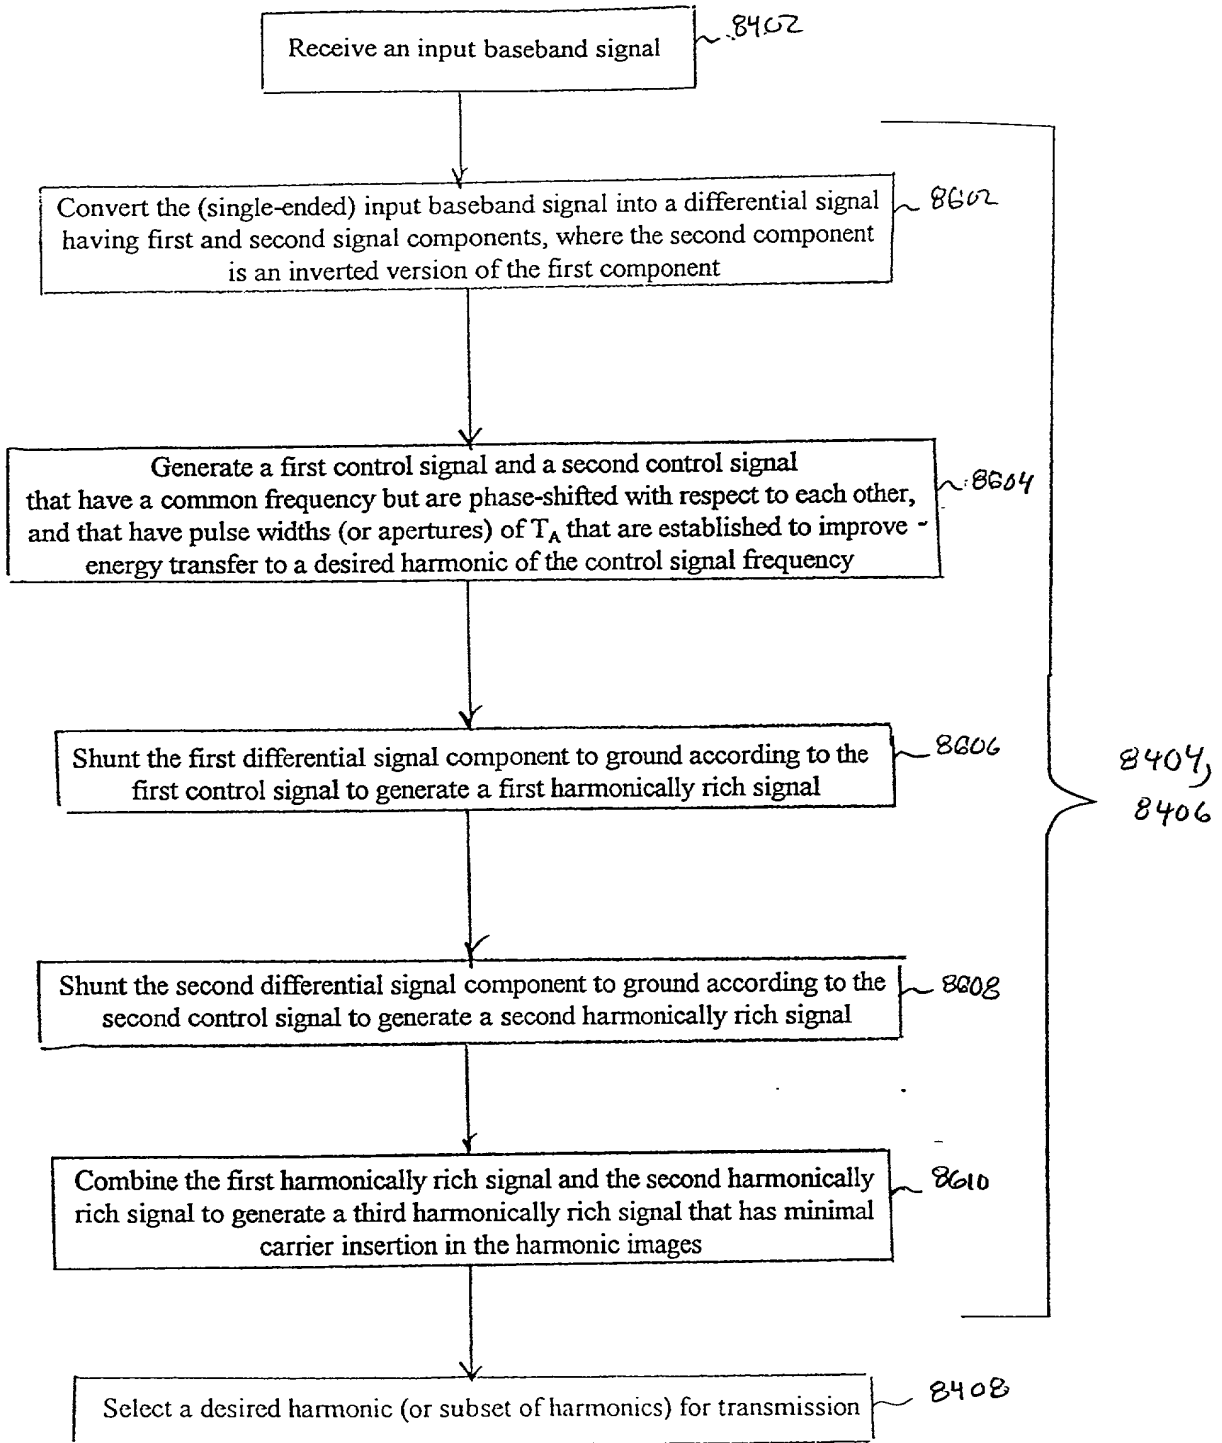 Receive an input baseband signal
8402
Convert the (single-ended) input baseband signal into a differential signal
having first and second signal components, where the second component
is an inverted version of the first component
8602
Generate a first control signal and a second control signal
that have a common frequency but are phase-shifted with respect to each other,
and that have pulse widths (or apertures) of T_A that are established to improve
energy transfer to a desired harmonic of the control signal frequency
8604
Shunt the first differential signal component to ground according to the
first control signal to generate a first harmonically rich signal
8606
8404,
8406
Shunt the second differential signal component to ground according to the
second control signal to generate a second harmonically rich signal
8608
Combine the first harmonically rich signal and the second harmonically
rich signal to generate a third harmonically rich signal that has minimal
carrier insertion in the harmonic images
8610
Select a desired harmonic (or subset of harmonics) for transmission
8408